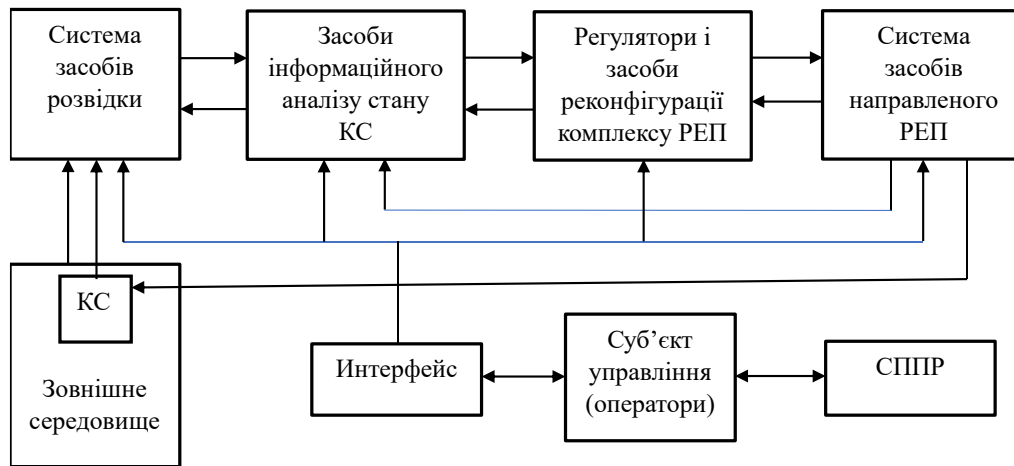 Система
засобів
розвідки
Засоби
інформаційного
аналізу стану
КС
Регулятори і
засоби
реконфігурації
комплексу РЕП
Система
засобів
направленого
РЕП
КС
Зовнішне
середовище
Интерфейс
Суб’єкт
управління
(оператори)
СППР